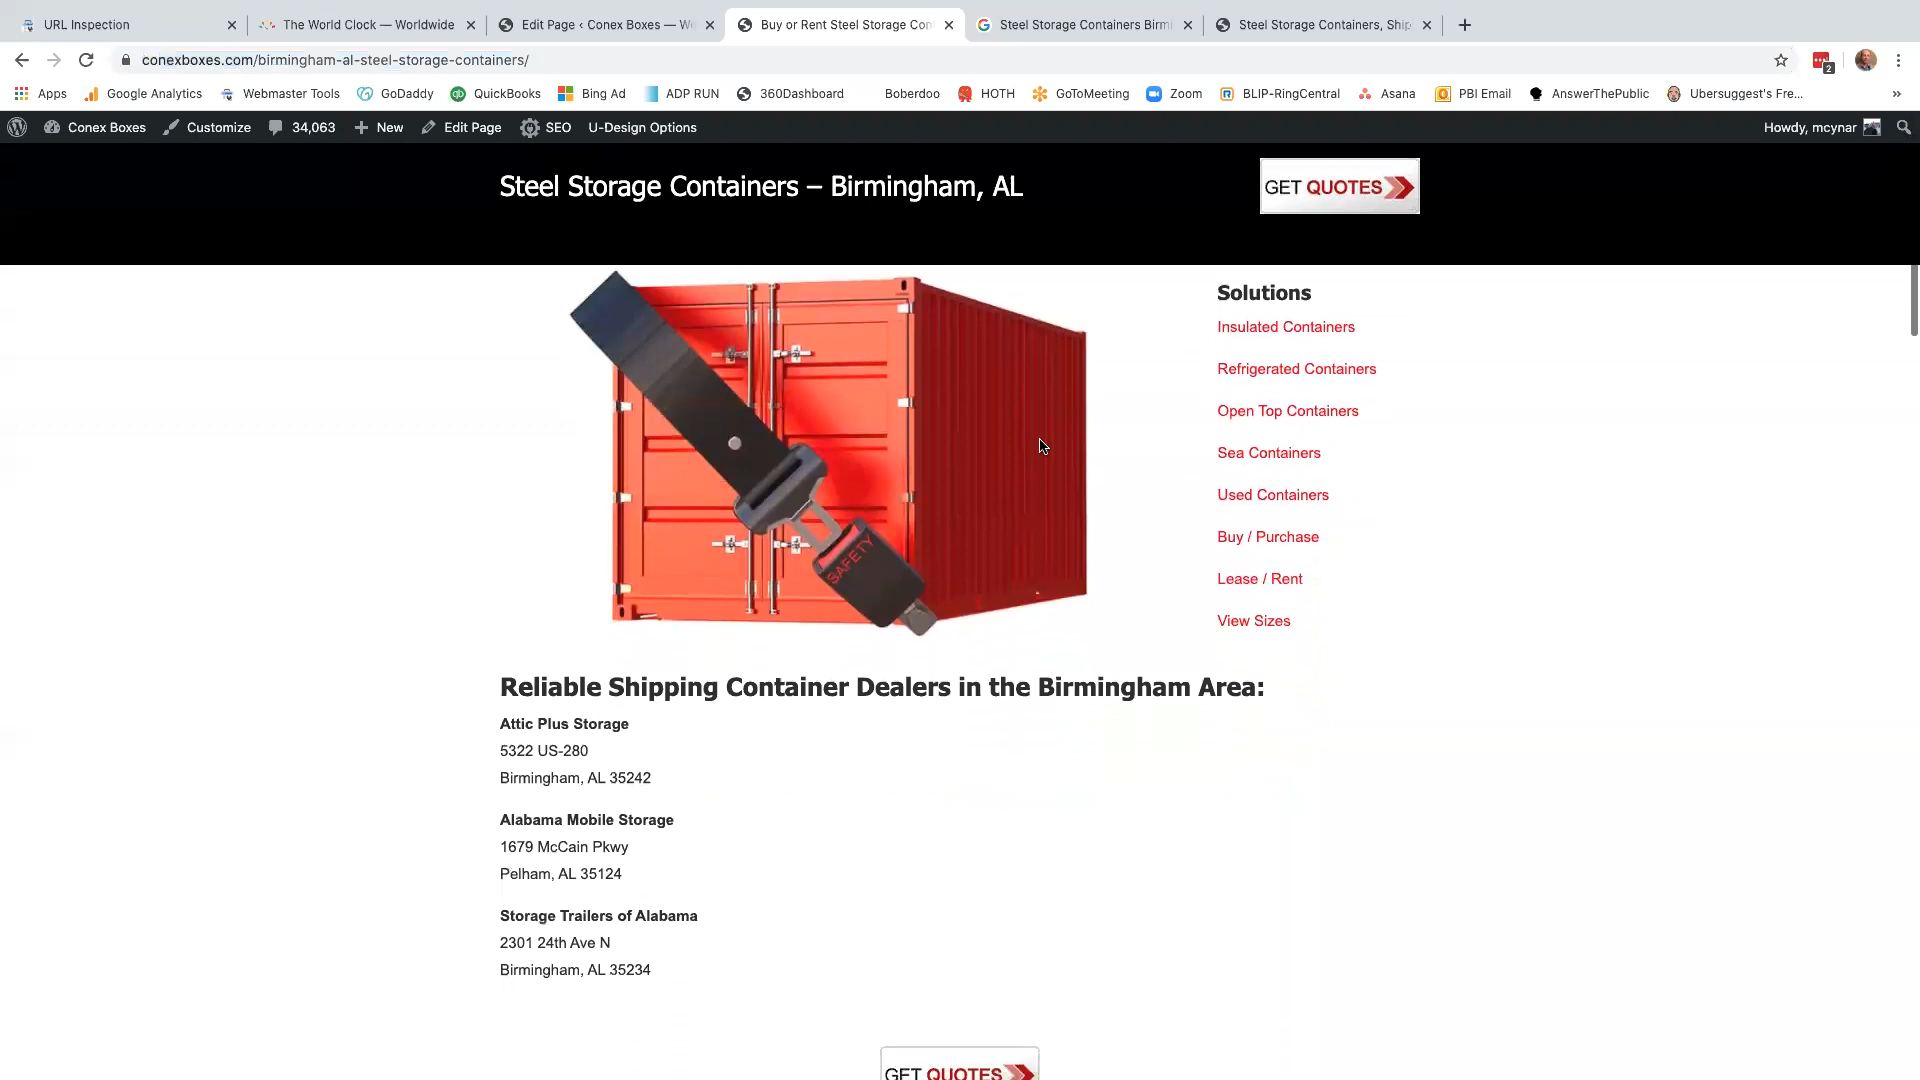 URL Inspection
The World Clock — Worldwide
Edit Page ‹ Conex Boxes — W
Buy or Rent Steel Storage Con
Steel Storage Containers Birm
Steel Storage Containers, Ship
conexboxes.com/birmingham-al-steel-storage-containers/
2
Apps
Google Analytics
Webmaster Tools
GoDaddy
QuickBooks
Bing Ad
ADP RUN
360Dashboard
Boberdoo
HOTH
GoToMeeting
Zoom
BLIP-RingCentral
Asana
PBI Email
AnswerThePublic
Ubersuggest's Fre...
»
Conex Boxes
Customize
34,063
New
Edit Page
SEO
U-Design Options
Howdy, mcynar
Steel Storage Containers – Birmingham, AL
GET QUOTES
SAFETY
Solutions
Insulated Containers
Refrigerated Containers
Open Top Containers
Sea Containers
Used Containers
Buy / Purchase
Lease / Rent
View Sizes
Reliable Shipping Container Dealers in the Birmingham Area:
Attic Plus Storage
5322 US-280
Birmingham, AL 35242
Alabama Mobile Storage
1679 McCain Pkwy
Pelham, AL 35124
Storage Trailers of Alabama
2301 24th Ave N
Birmingham, AL 35234
GET QUOTES